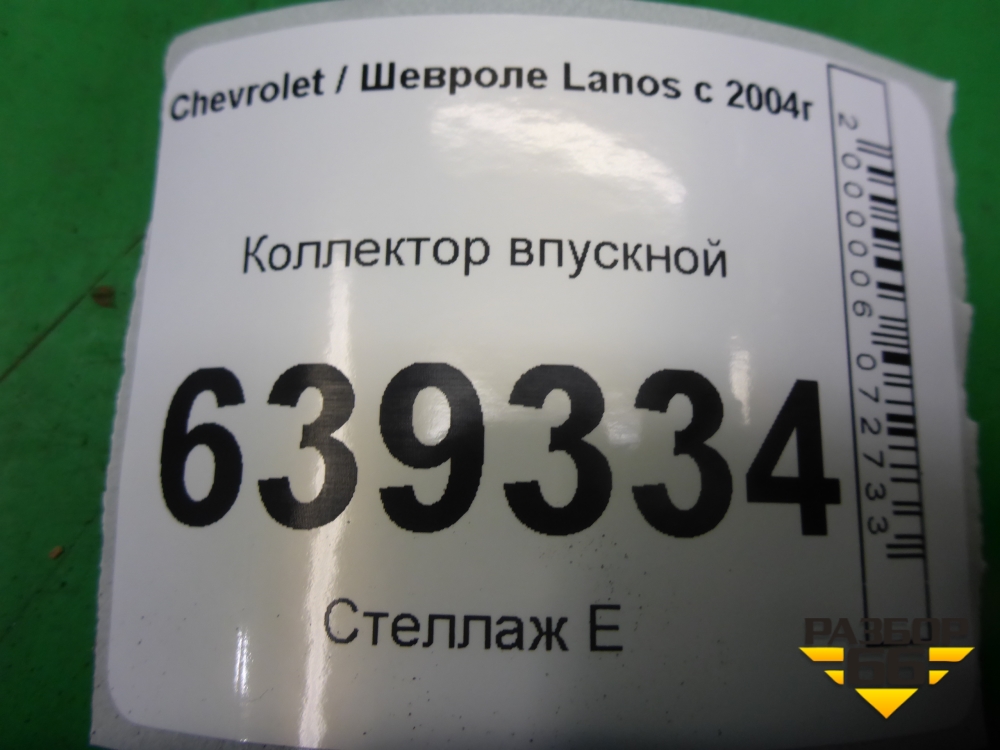 Chevrolet / Шевроле Lanos с 2004г
Коллектор впускной
639334
Стеллаж Е
2000006072733
РАЗБОР
66